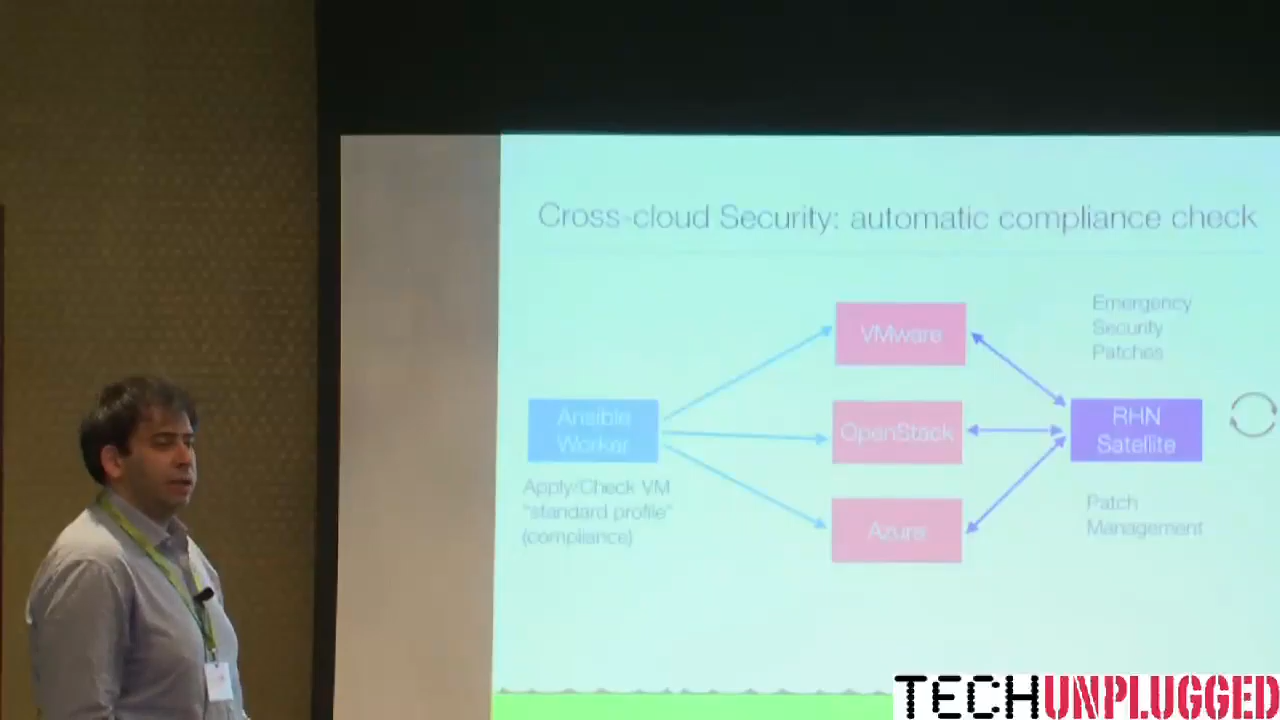 Cross-cloud Security: automatic compliance check
Ansible
Worker
Apply/Check VM
"standard profile"
(compliance)
VMware
OpenStack
Azure
Emergency
Security
Patches
RHN
Satellite
Patch
Management
TECHUNPLUGGED